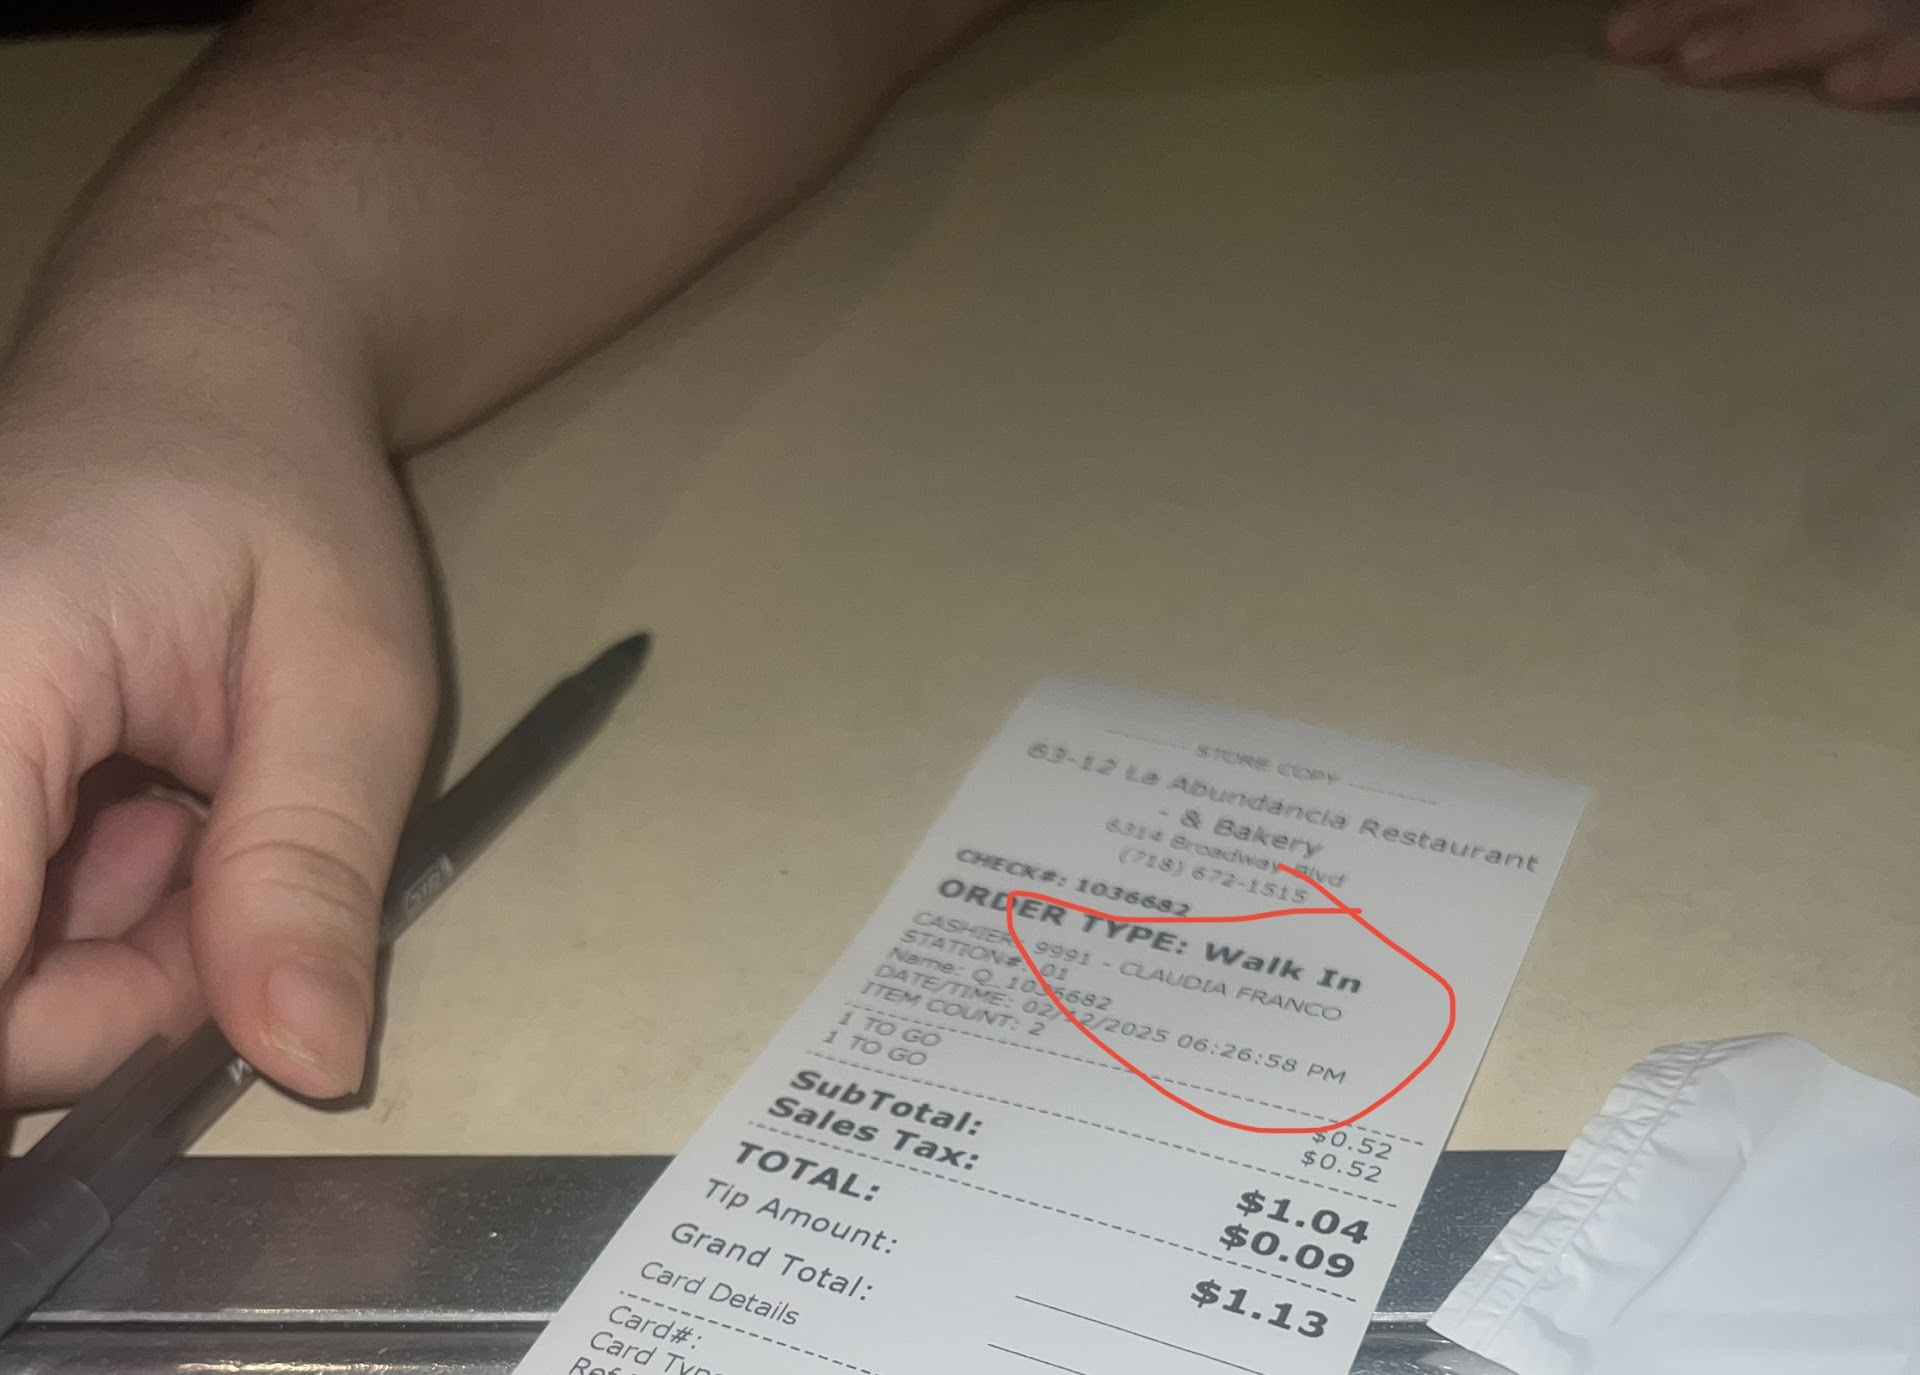 STORE COPY
63-12 La Abundancia Restaurant
- & Bakery
6314 Broadway Blvd
(718) 672-1515
CHECK#: 1036682
ORDER TYPE: Walk In
CASHIER: 9991 - CLAUDIA FRANCO
STATION#: 01
Name: Q_1036682
DATE/TIME: 02/12/2025 06:26:58 PM
ITEM COUNT: 2
1 TO GO $0.52
1 TO GO $0.52
SubTotal: $1.04
Sales Tax: $0.09
TOTAL: $1.13
Tip Amount:
Grand Total:
Card Details
Card#:
Card